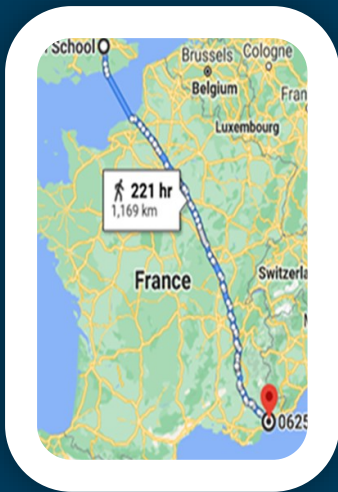 School
Brussels
Cologne
Belgium
Fran
Luxembourg
221 hr
1,169 km
France
Switzerla
0625